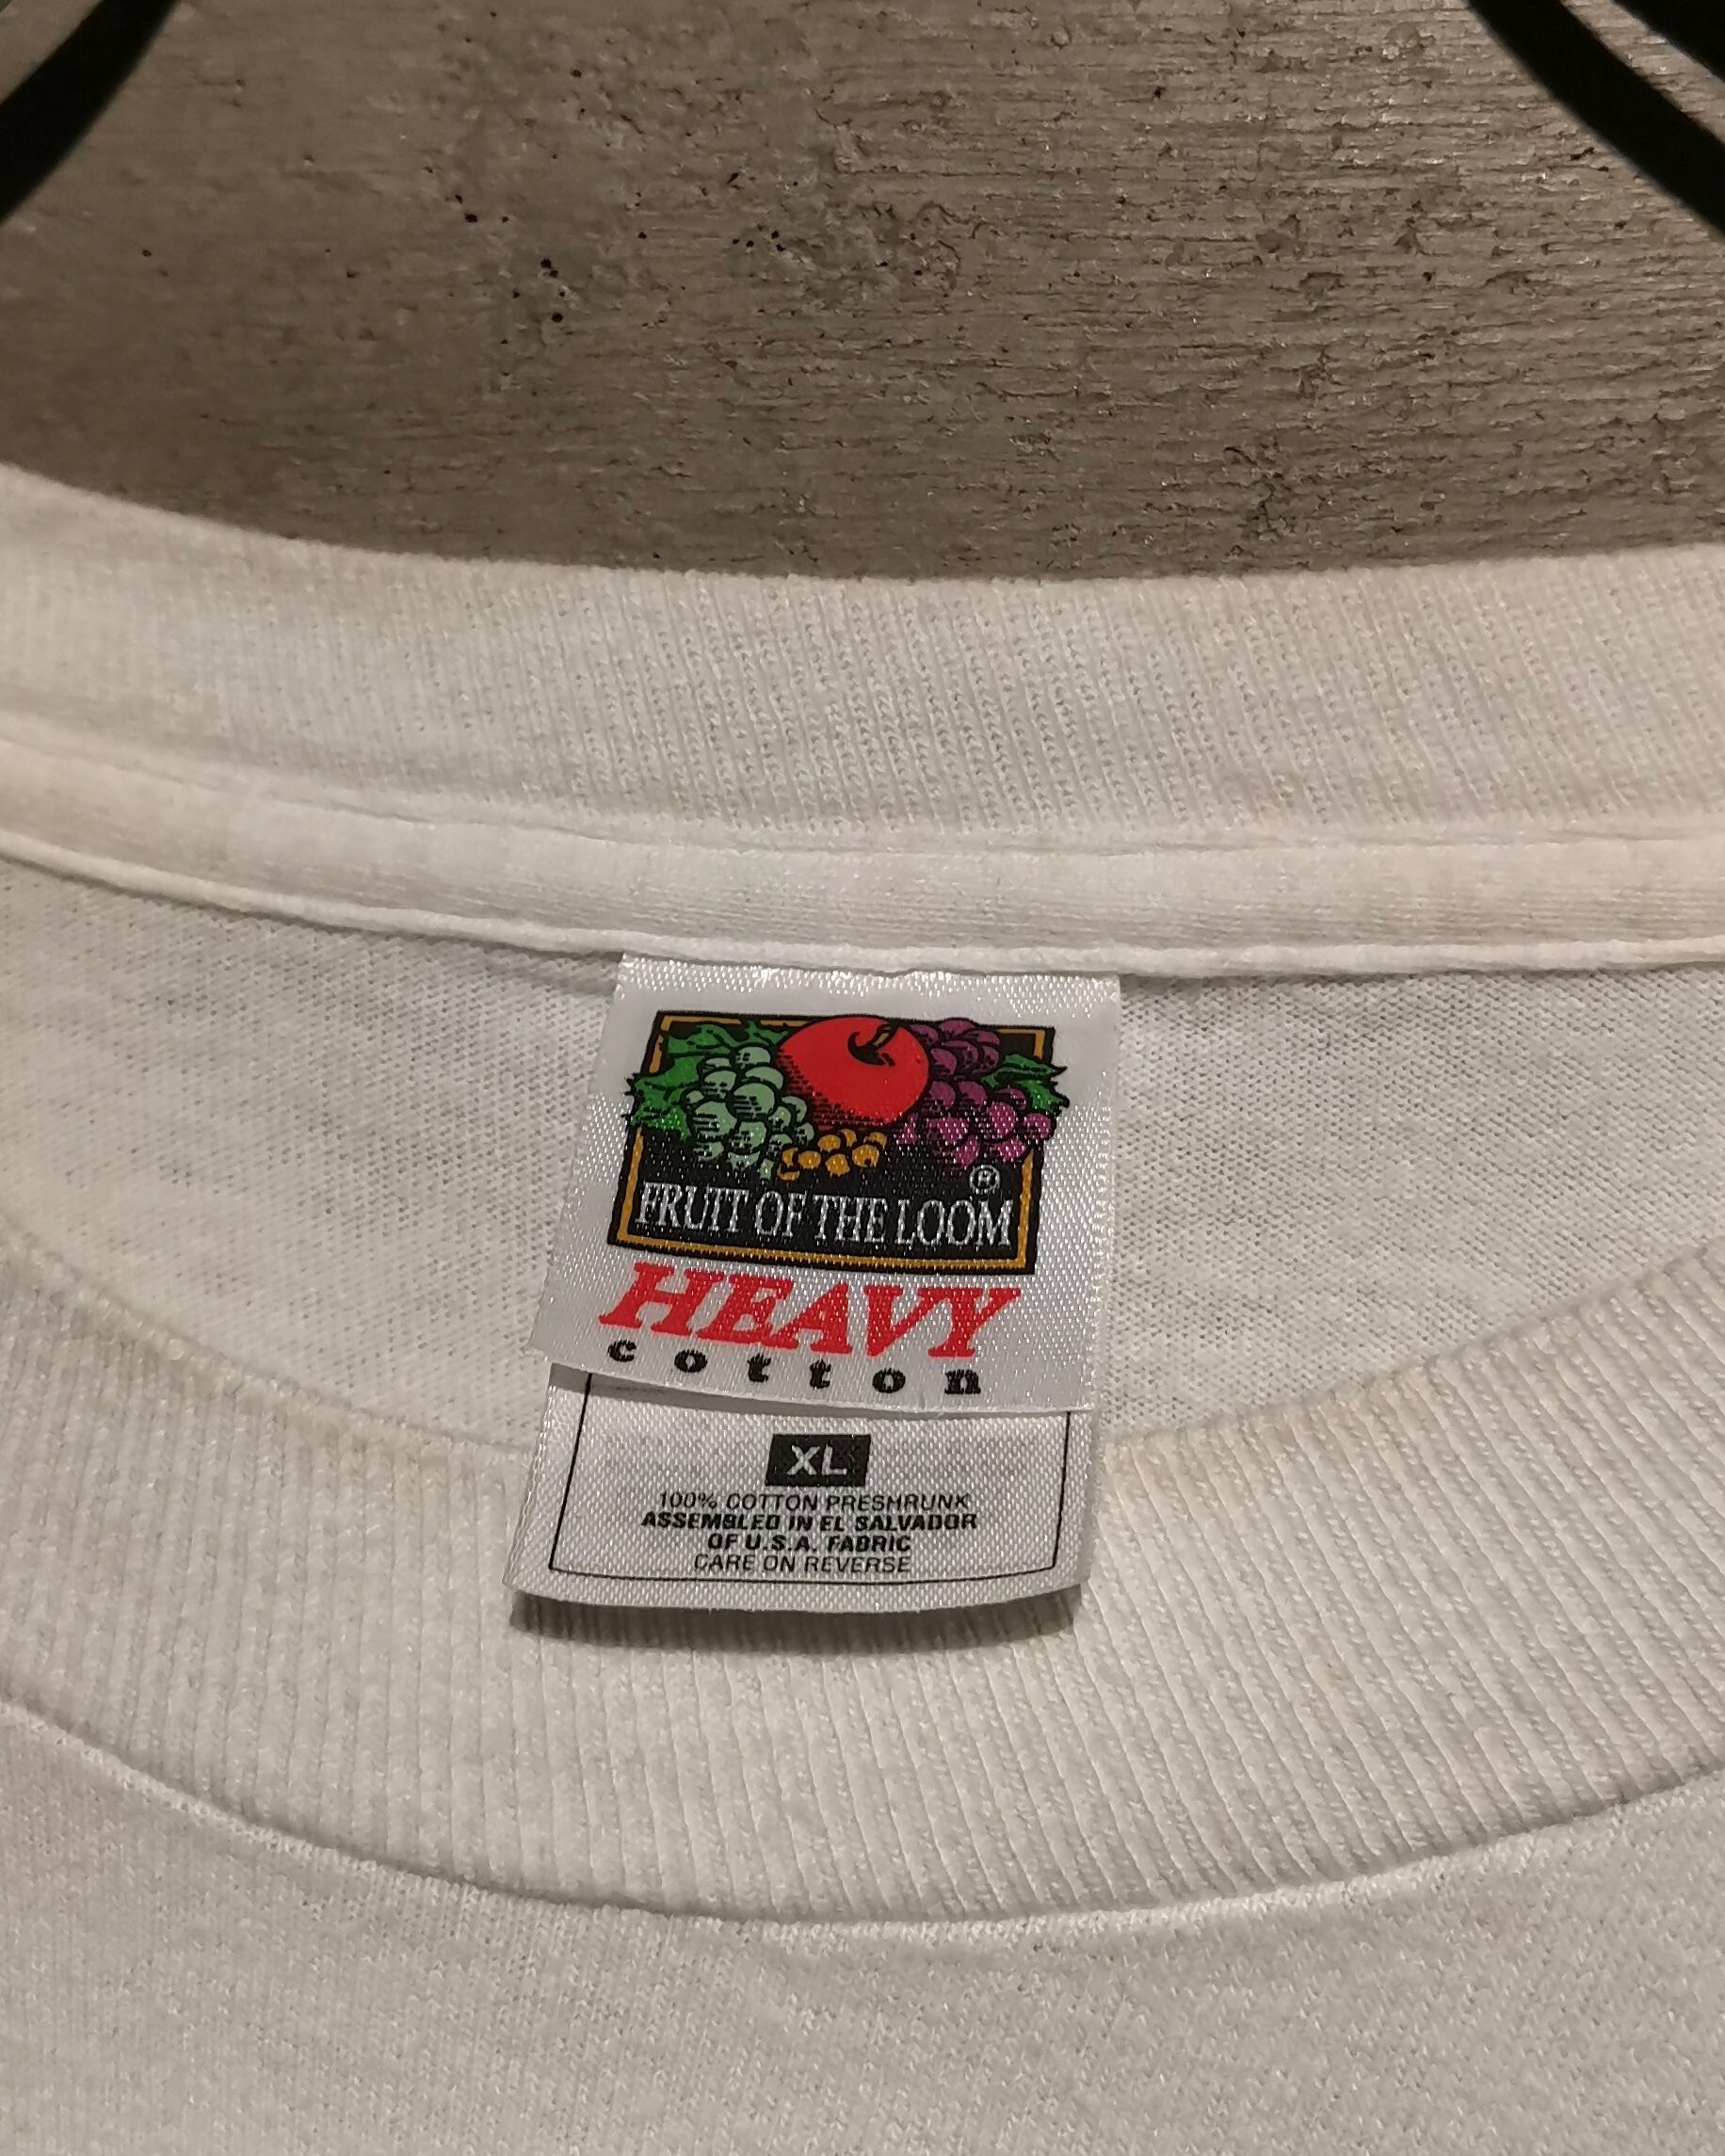 ®
FRUIT OF THE LOOM
HEAVY
cotton
XL
100% COTTON PRESHRUNK
ASSEMBLED IN EL SALVADOR
OF U.S.A. FABRIC
CARE ON REVERSE